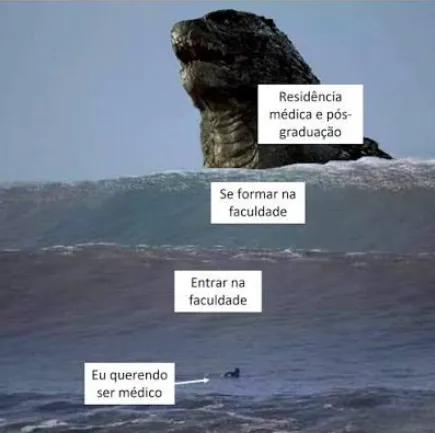 Residência
médica e pós-
graduação
Se formar na
faculdade
Entrar na
faculdade
Eu querendo
ser médico